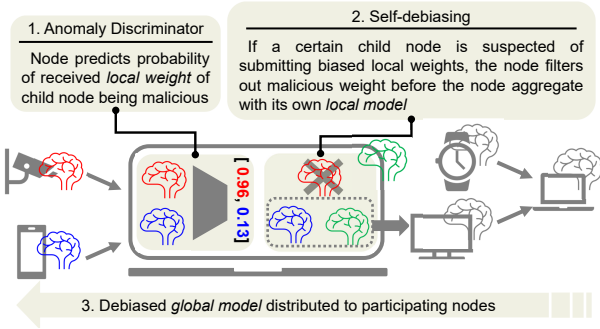 1. Anomaly Discriminator
Node predicts probability
of received local weight of
child node being malicious
2. Self-debiasing
If a certain child node is suspected of
submitting biased local weights, the node filters
out malicious weight before the node aggregate
with its own local model
[0.96, 0.13]
3. Debiased global model distributed to participating nodes